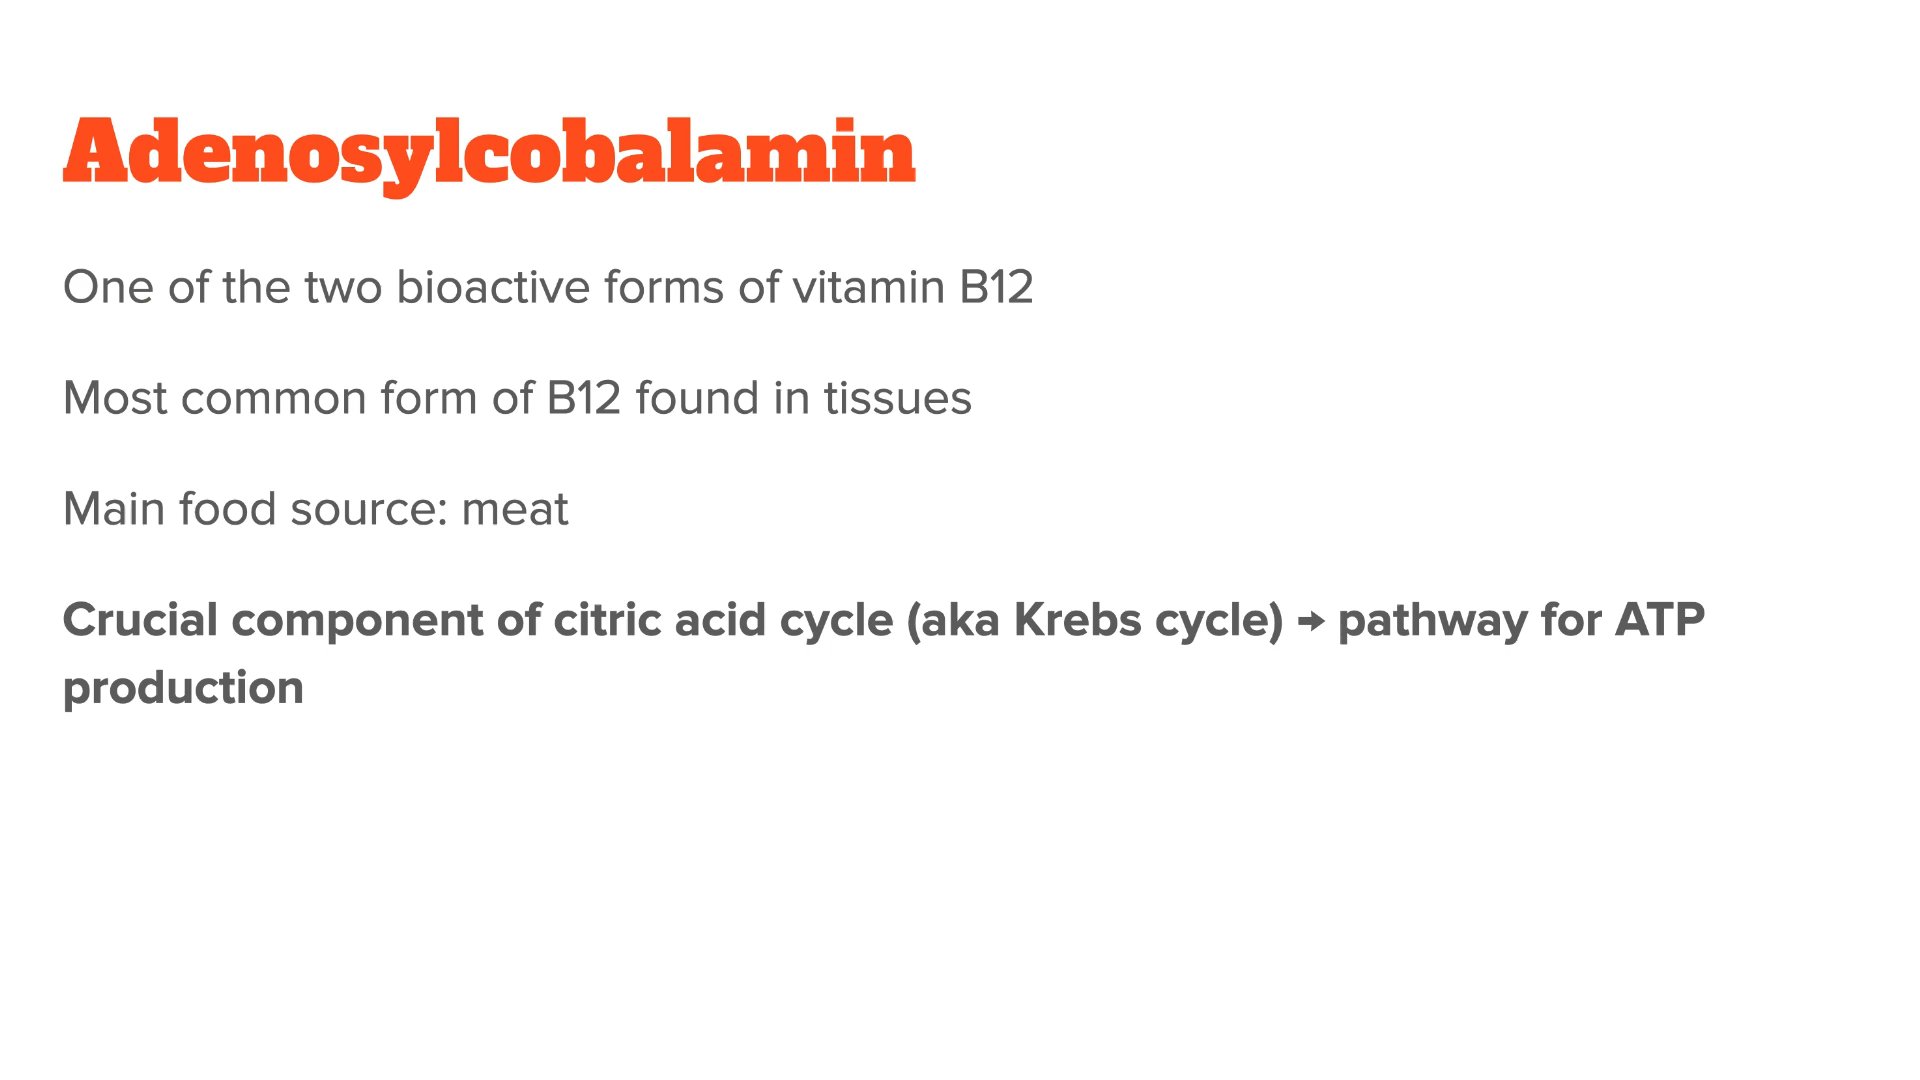 Adenosylcobalamin
One of the two bioactive forms of vitamin B12
Most common form of B12 found in tissues
Main food source: meat
Crucial component of citric acid cycle (aka Krebs cycle) → pathway for ATP
production